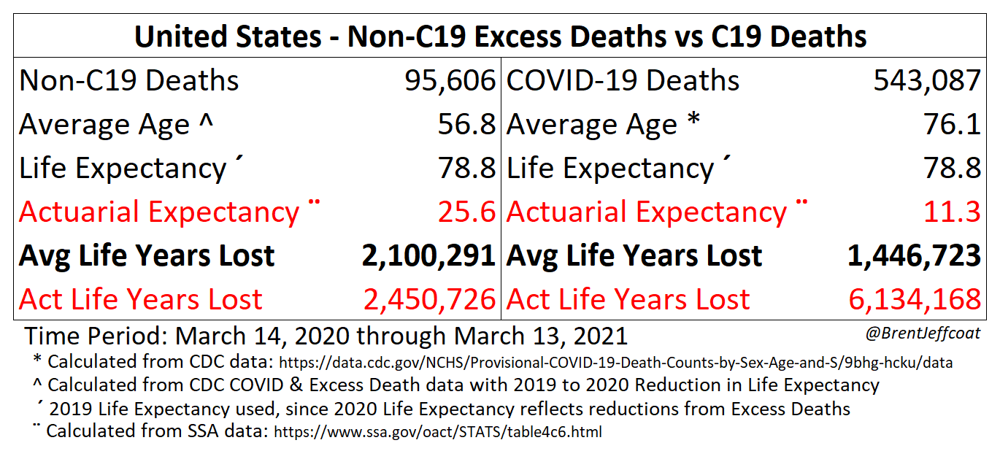 United States - Non-C19 Excess Deaths vs C19 Deaths
Non-C19 Deaths 95,606 COVID-19 Deaths 543,087
Average Age ^ 56.8 Average Age * 76.1
Life Expectancy ´ 78.8 Life Expectancy ´ 78.8
Actuarial Expectancy ¨ 25.6 Actuarial Expectancy ¨ 11.3
Avg Life Years Lost 2,100,291 Avg Life Years Lost 1,446,723
Act Life Years Lost 2,450,726 Act Life Years Lost 6,134,168
Time Period: March 14, 2020 through March 13, 2021 @BrentJeffcoat
* Calculated from CDC data: https://data.cdc.gov/NCHS/Provisional-COVID-19-Death-Counts-by-Sex-Age-and-S/9bhg-hcku/data
^ Calculated from CDC COVID & Excess Death data with 2019 to 2020 Reduction in Life Expectancy
´ 2019 Life Expectancy used, since 2020 Life Expectancy reflects reductions from Excess Deaths
¨ Calculated from SSA data: https://www.ssa.gov/oact/STATS/table4c6.html